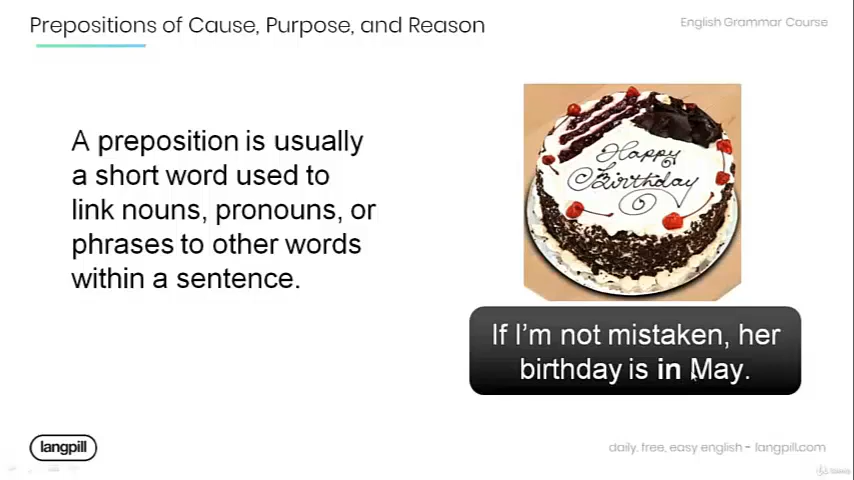 Prepositions of Cause, Purpose, and Reason
English Grammar Course
A preposition is usually
a short word used to
link nouns, pronouns, or
phrases to other words
within a sentence.
Happy
Birthday
If I'm not mistaken, her
birthday is in May.
langpill
daily, free, easy english - langpill.com